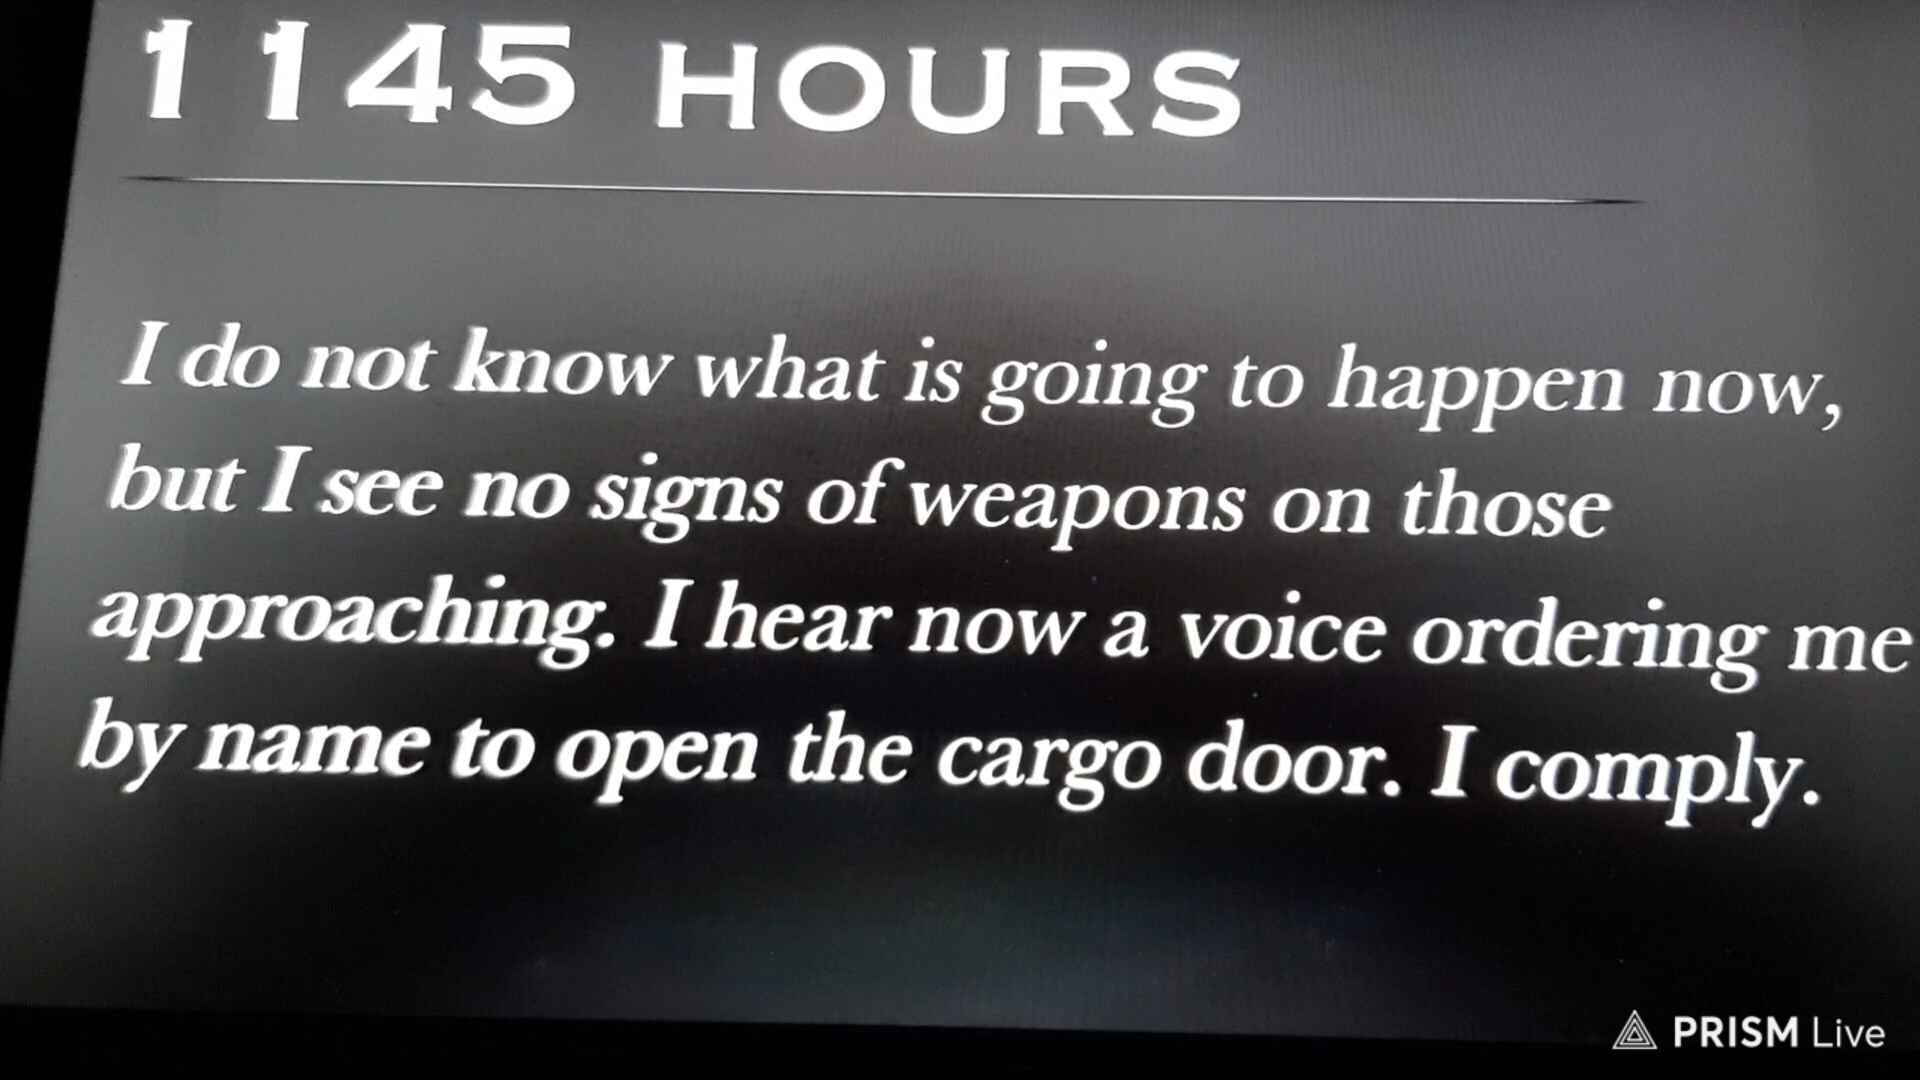 1145 HOURS
I do not know what is going to happen now,
but I see no signs of weapons on those
approaching. I hear now a voice ordering me
by name to open the cargo door. I comply.
PRISM Live